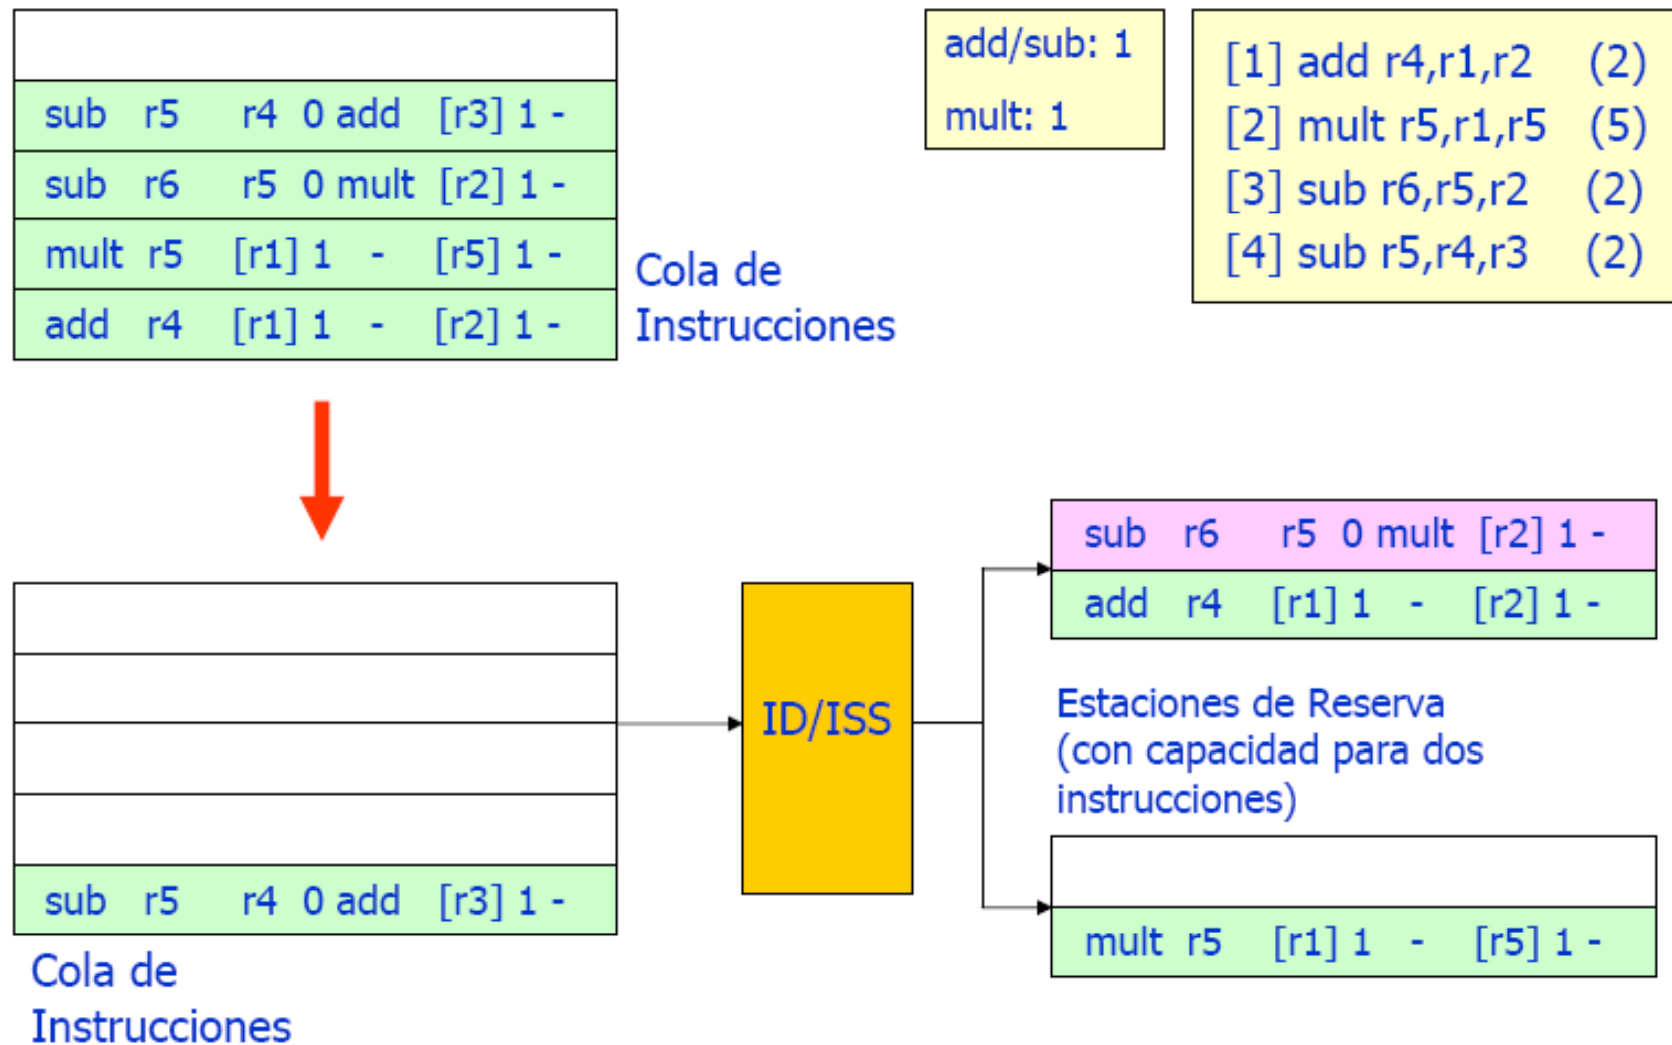 sub r5 r4 0 add [r3] 1 -
sub r6 r5 0 mult [r2] 1 -
mult r5 [r1] 1 - [r5] 1 -
add r4 [r1] 1 - [r2] 1 -
Cola de
Instrucciones
add/sub: 1
mult: 1
[1] add r4,r1,r2 (2)
[2] mult r5,r1,r5 (5)
[3] sub r6,r5,r2 (2)
[4] sub r5,r4,r3 (2)
sub r5 r4 0 add [r3] 1 -
Cola de
Instrucciones
ID/ISS
sub r6 r5 0 mult [r2] 1 -
add r4 [r1] 1 - [r2] 1 -
Estaciones de Reserva
(con capacidad para dos
instrucciones)
mult r5 [r1] 1 - [r5] 1 -